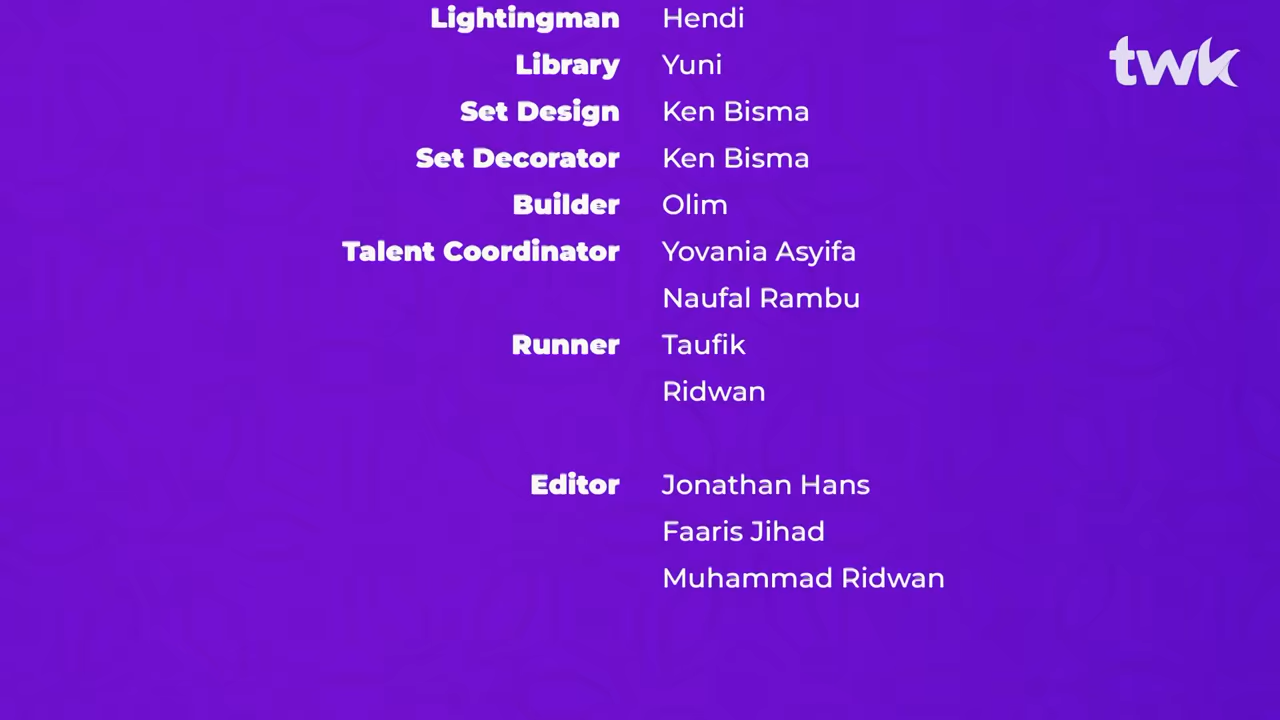 Lightingman Hendi
twk
Library Yuni
Set Design Ken Bisma
Set Decorator Ken Bisma
Builder Olim
Talent Coordinator Yovania Asyifa
Naufal Rambu
Runner Taufik
Ridwan
Editor Jonathan Hans
Faaris Jihad
Muhammad Ridwan